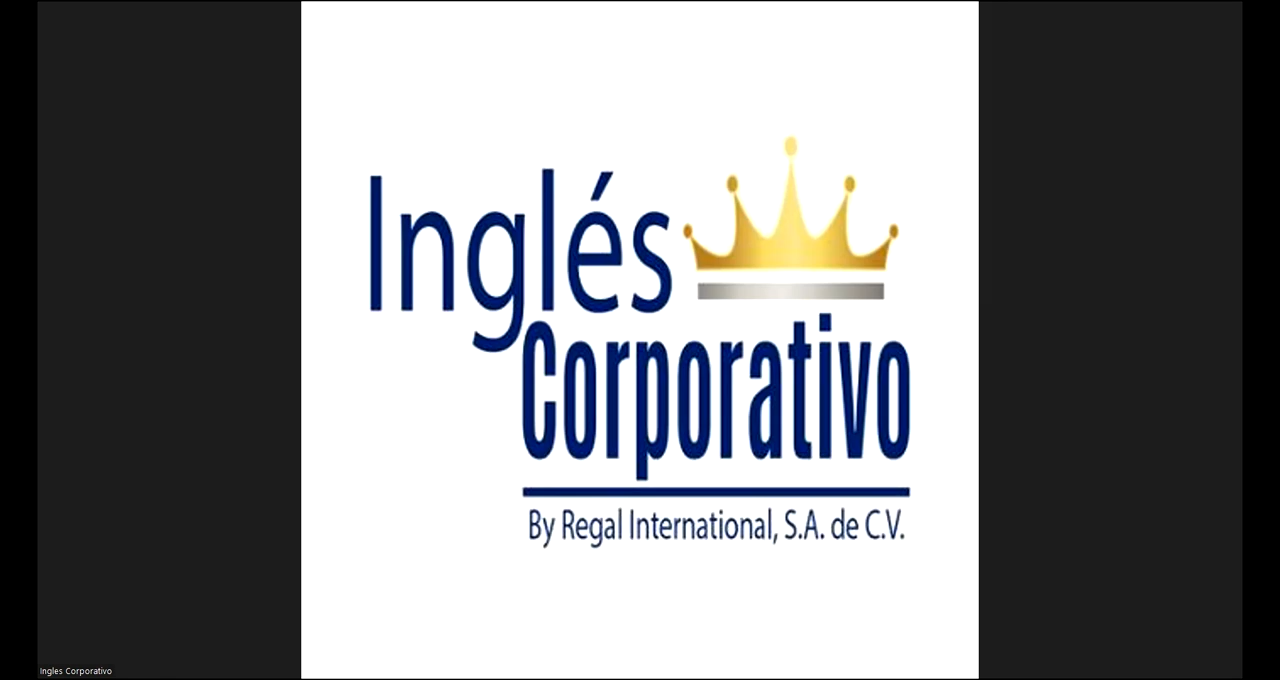 Inglés
Corporativo
By Regal International, S.A. de C.V.
Ingles Corporativo